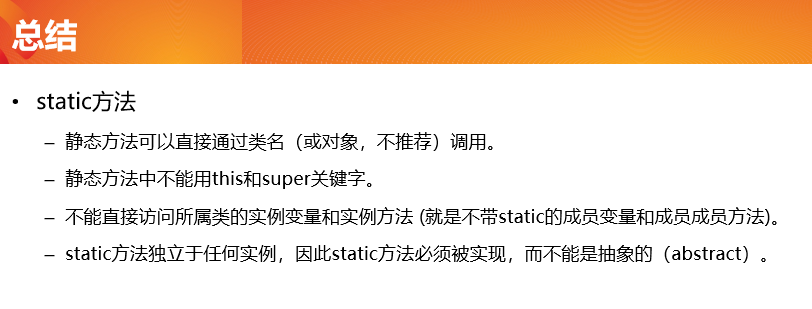 总结
• static方法
– 静态方法可以直接通过类名（或对象，不推荐）调用。
– 静态方法中不能用this和super关键字。
– 不能直接访问所属类的实例变量和实例方法 (就是不带static的成员变量和成员成员方法)。
– static方法独立于任何实例，因此static方法必须被实现，而不能是抽象的（abstract）。